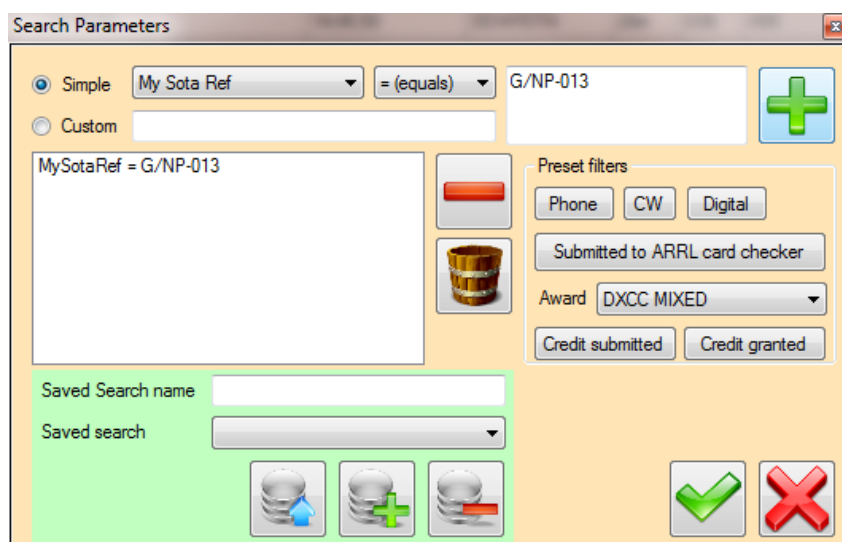 Search Parameters
Simple My Sota Ref = (equals) G/NP-013
Custom
MySotaRef = G/NP-013
Preset filters
Phone CW Digital
Submitted to ARRL card checker
Award DXCC MIXED
Credit submitted Credit granted
Saved Search name
Saved search